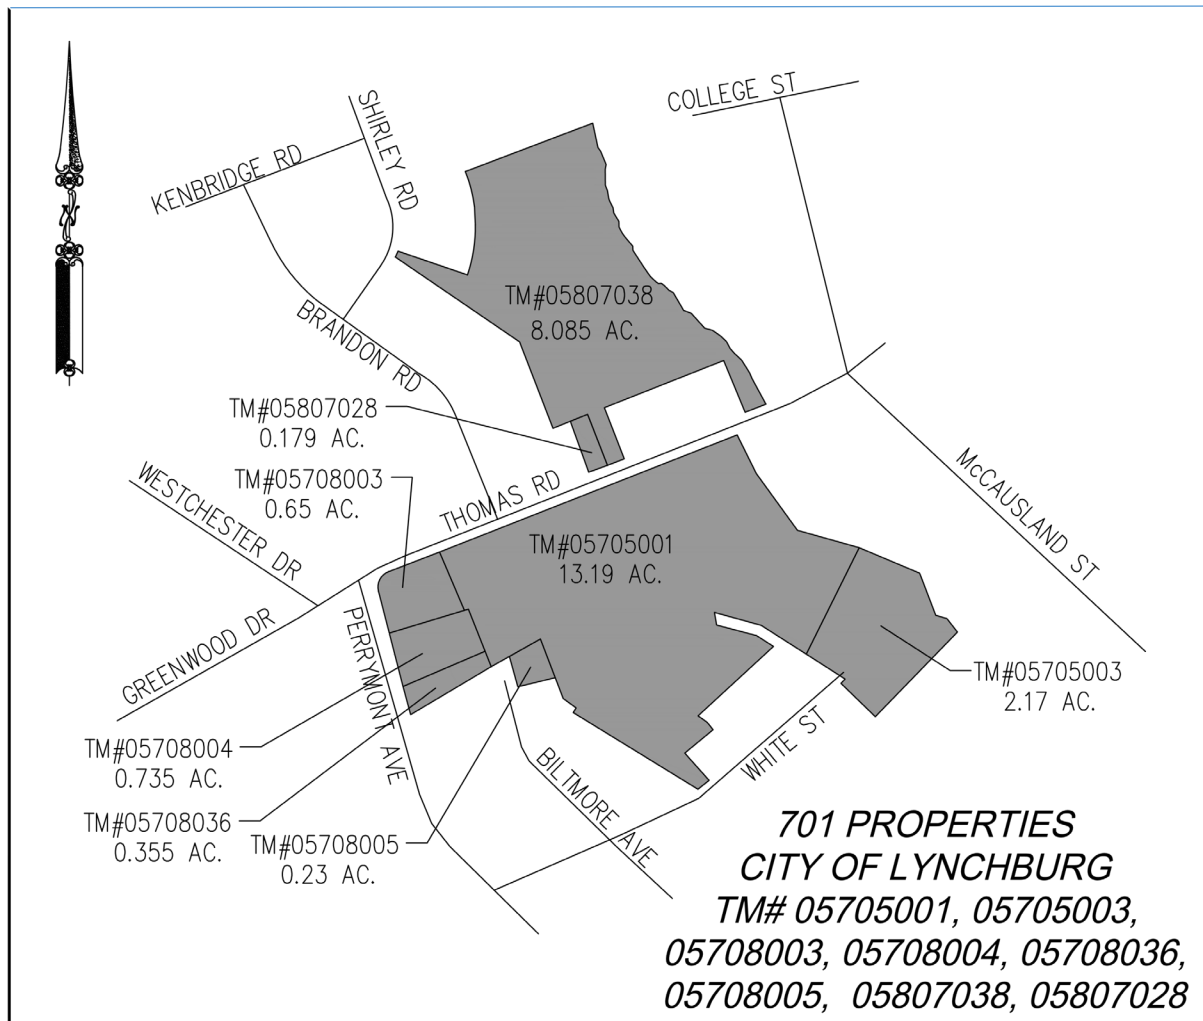 COLLEGE ST
SHIRLEY RD
KENBRIDGE RD
N
TM#05807038
8.085 AC.
BRANDON RD
TM#05807028
0.179 AC.
McCAUSLAND ST
WESTCHESTER DR
TM#05708003
0.65 AC.
THOMAS RD
TM#05705001
13.19 AC.
GREENWOOD DR
PERRYMONT AVE
TM#05705003
2.17 AC.
TM#05708004
0.735 AC.
WHITE ST
BILTMORE AVE
TM#05708036
0.355 AC.
TM#05708005
0.23 AC.
701 PROPERTIES
CITY OF LYNCHBURG
TM# 05705001, 05705003,
05708003, 05708004, 05708036,
05708005, 05807038, 05807028